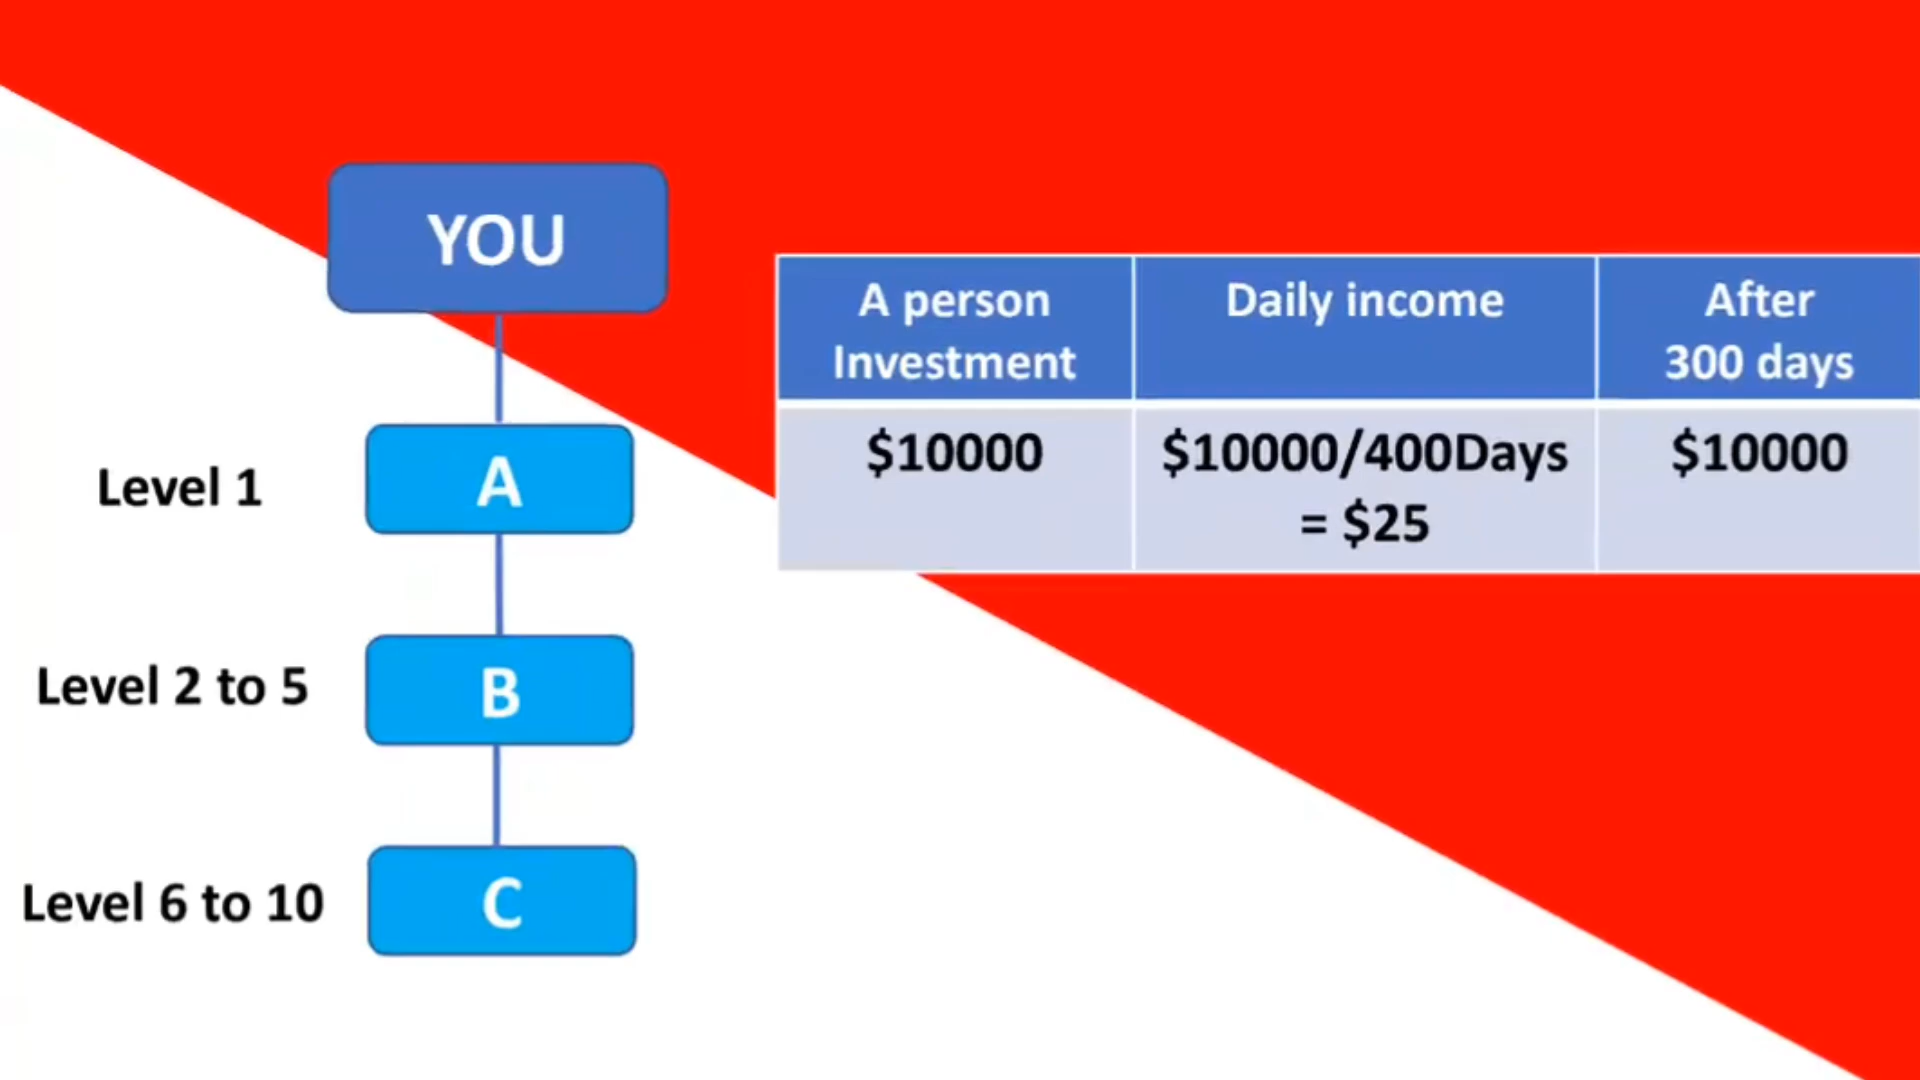 YOU
Level 1
A
Level 2 to 5
B
Level 6 to 10
C
A person
Investment
Daily income
After
300 days
$10000
$10000/400Days
= $25
$10000